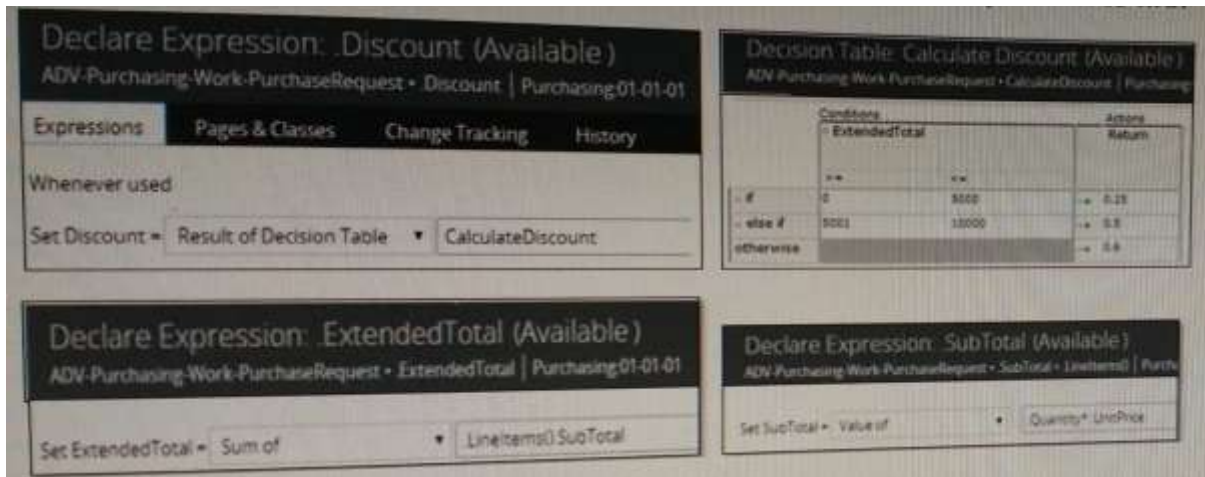 Declare Expression: .Discount (Available)
ADV-Purchasing-Work-PurchaseRequest • .Discount | Purchasing:01-01-01
Expressions Pages & Classes Change Tracking History
Whenever used
Set Discount = Result of Decision Table ▼ CalculateDiscount
Decision Table: Calculate Discount (Available)
ADV-Purchasing-Work-PurchaseRequest • CalculateDiscount | Purchasing
Conditions Actions
ExtendedTotal Return
>= <=
if 0 5000 → 0.25
else if 5001 10000 → 0.5
otherwise → 0.6
Declare Expression: .ExtendedTotal (Available)
ADV-Purchasing-Work-PurchaseRequest • .ExtendedTotal | Purchasing:01-01-01
Set ExtendedTotal = Sum of ▼ LineItems().SubTotal
Declare Expression: .SubTotal (Available)
ADV-Purchasing-Work-PurchaseRequest • .SubTotal • .LineItems() | Purch
Set SubTotal = Value of ▼ .Quantity* .UnitPrice